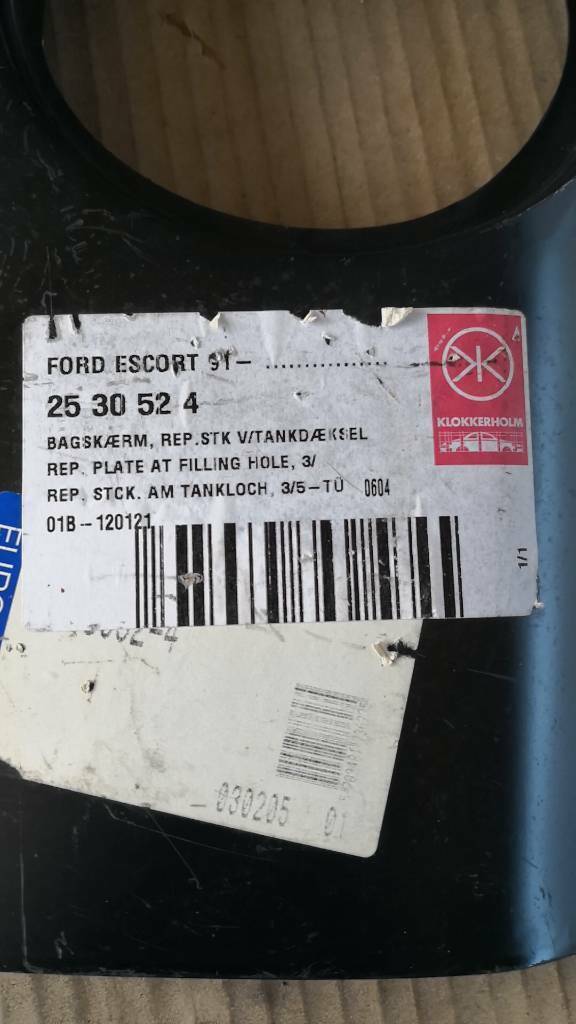 FORD ESCORT 91- ................
25 30 52 4
KLOKKERHOLM
BAGSKÆRM, REP.STK V/TANKDÆKSEL
REP. PLATE AT FILLING HOLE, 3/
REP. STCK. AM TANKLOCH, 3/5-TÜ 0604
01B-120121
1/1
030205 01